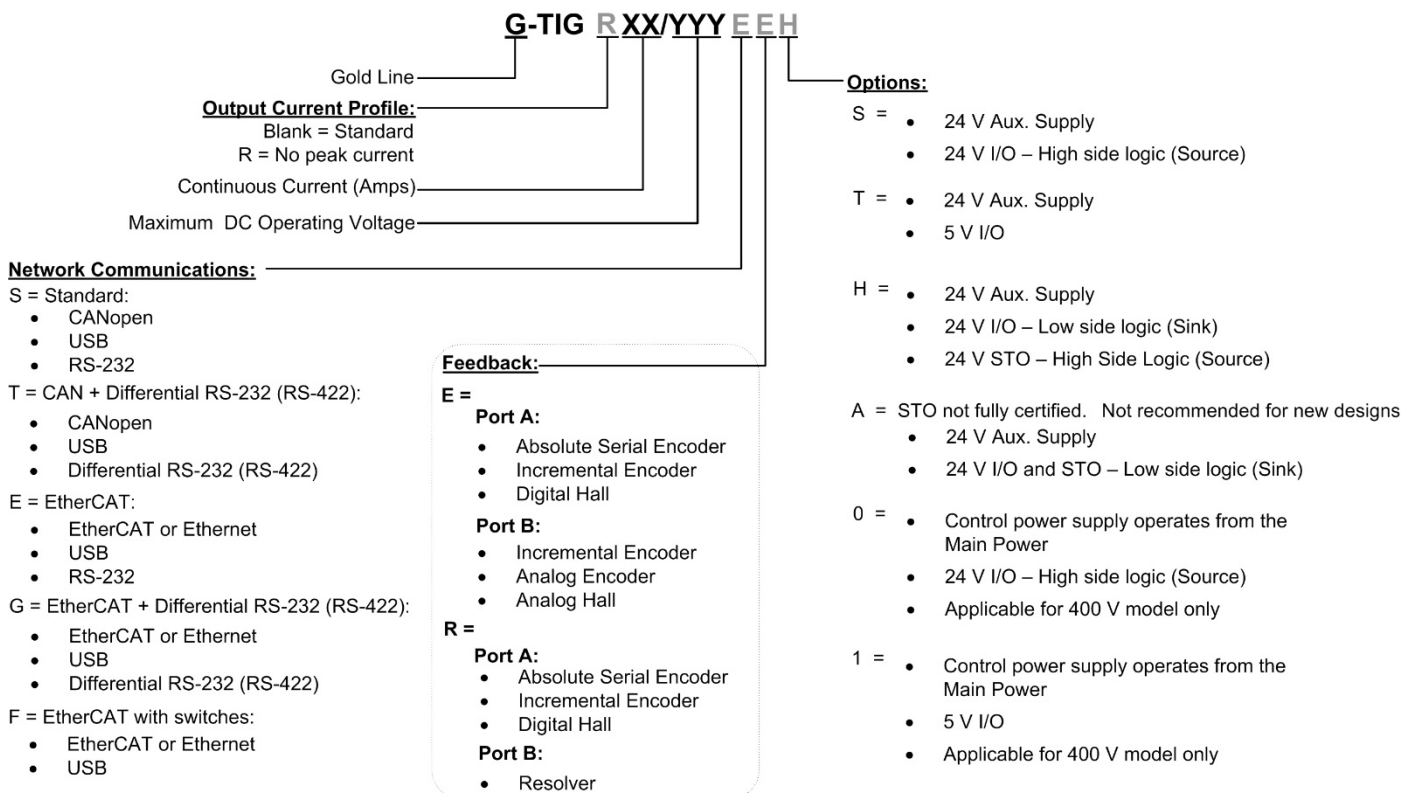 G-TIG R XX/YYY E E H
Gold Line
Output Current Profile:
Blank = Standard
R = No peak current
Continuous Current (Amps)
Maximum DC Operating Voltage
Network Communications:
S = Standard:
• CANopen
• USB
• RS-232
T = CAN + Differential RS-232 (RS-422):
• CANopen
• USB
• Differential RS-232 (RS-422)
E = EtherCAT:
• EtherCAT or Ethernet
• USB
• RS-232
G = EtherCAT + Differential RS-232 (RS-422):
• EtherCAT or Ethernet
• USB
• Differential RS-232 (RS-422)
F = EtherCAT with switches:
• EtherCAT or Ethernet
• USB
Feedback:
E =
Port A:
• Absolute Serial Encoder
• Incremental Encoder
• Digital Hall
Port B:
• Incremental Encoder
• Analog Encoder
• Analog Hall
R =
Port A:
• Absolute Serial Encoder
• Incremental Encoder
• Digital Hall
Port B:
• Resolver
Options:
S = • 24 V Aux. Supply
• 24 V I/O – High side logic (Source)
T = • 24 V Aux. Supply
• 5 V I/O
H = • 24 V Aux. Supply
• 24 V I/O – Low side logic (Sink)
• 24 V STO – High Side Logic (Source)
A = STO not fully certified. Not recommended for new designs
• 24 V Aux. Supply
• 24 V I/O and STO – Low side logic (Sink)
0 = • Control power supply operates from the
Main Power
• 24 V I/O – High side logic (Source)
• Applicable for 400 V model only
1 = • Control power supply operates from the
Main Power
• 5 V I/O
• Applicable for 400 V model only